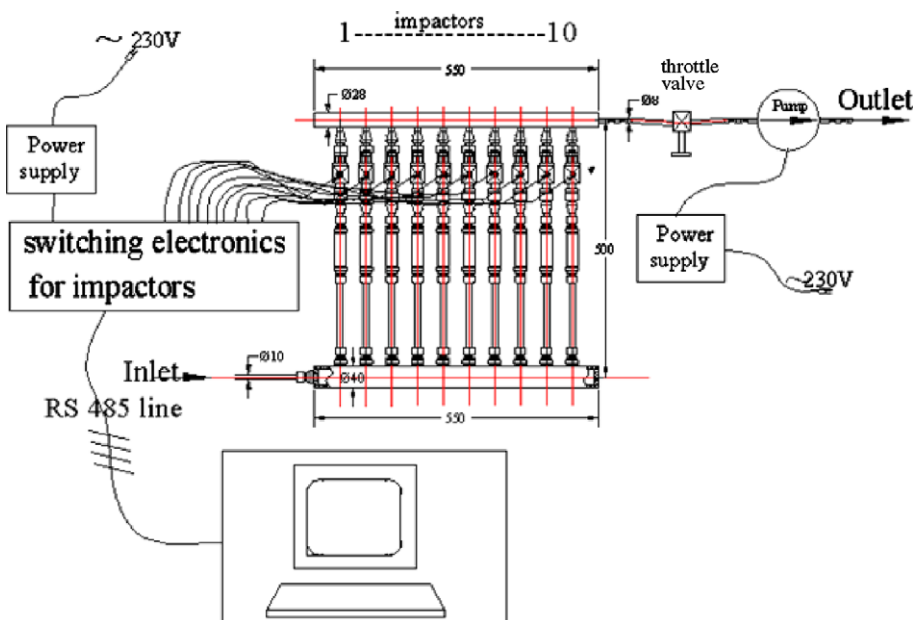 impactors
1 ---------------------- 10
~ 230V
550
Ø28
throttle
valve
Ø8
Pump
Outlet
Power
supply
switching electronics
for impactors
500
Power
supply
~230V
Inlet
Ø10
Ø40
RS 485 line
550